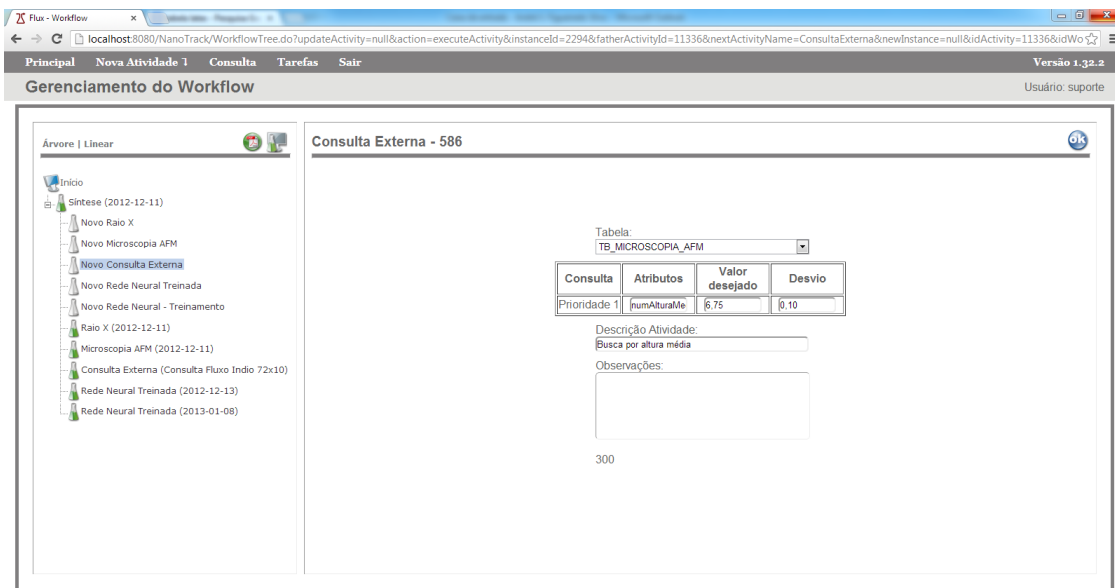 Flux - Workflow
localhost:8080/NanoTrack/WorkflowTree.do?updateActivity=null&action=executeActivity&instanceId=2294&fatherActivityId=11336&nextActivityName=ConsultaExterna&newInstance=null&idActivity=11336&idWo
Principal Nova Atividade 1 Consulta Tarefas Sair Versão 1.32.2
Gerenciamento do Workflow Usuário: suporte
Árvore | Linear
Início
Síntese (2012-12-11)
Novo Raio X
Novo Microscopia AFM
Novo Consulta Externa
Novo Rede Neural Treinada
Novo Rede Neural - Treinamento
Raio X (2012-12-11)
Microscopia AFM (2012-12-11)
Consulta Externa (Consulta Fluxo Indio 72x10)
Rede Neural Treinada (2012-12-13)
Rede Neural Treinada (2013-01-08)
Consulta Externa - 586 ok
Tabela:
TB_MICROSCOPIA_AFM
Consulta Atributos Valor desejado Desvio
Prioridade 1 numAlturaMe 6,75 0,10
Descrição Atividade:
Busca por altura média
Observações:
300